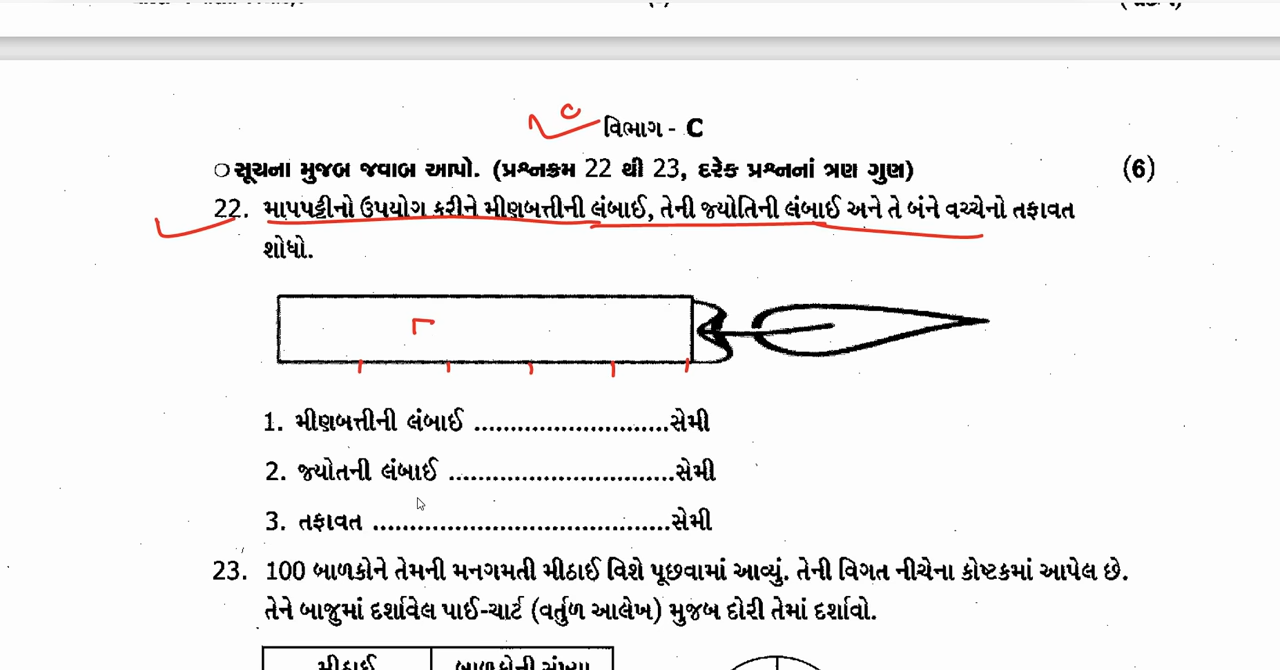 વિભાગ - C
સૂચના મુજબ જવાબ આપો. (પ્રશ્નક્રમ 22 થી 23, દરેક પ્રશ્નનાં ત્રણ ગુણ) (6)
22. માપપટ્ટીનો ઉપયોગ કરીને મીણબત્તીની લંબાઈ, તેની જ્યોતિની લંબાઈ અને તે બંને વચ્ચેનો તફાવત
શોધો.
1. મીણબત્તીની લંબાઈ ...........................સેમી
2. જ્યોતની લંબાઈ ...............................સેમી
3. તફાવત .........................................સેમી
23. 100 બાળકોને તેમની મનગમતી મીઠાઈ વિશે પૂછવામાં આવ્યું. તેની વિગત નીચેના કોષ્ટકમાં આપેલ છે.
તેને બાજુમાં દર્શાવેલ પાઈ-ચાર્ટ (વર્તુળ આલેખ) મુજબ દોરી તેમાં દર્શાવો.
મીઠાઈ બાળકોની સંખ્યા